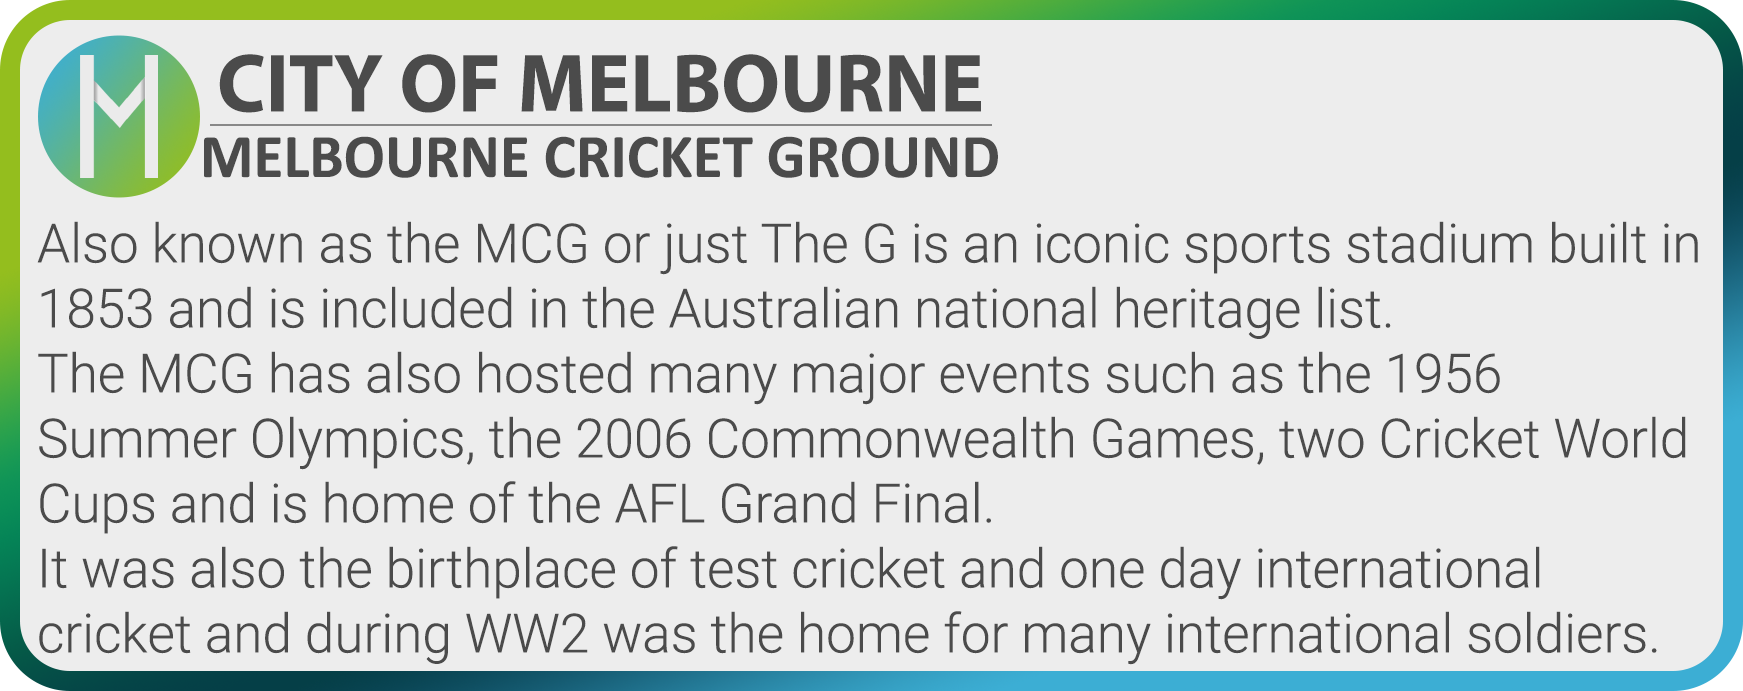 M
CITY OF MELBOURNE
MELBOURNE CRICKET GROUND
Also known as the MCG or just The G is an iconic sports stadium built in
1853 and is included in the Australian national heritage list.
The MCG has also hosted many major events such as the 1956
Summer Olympics, the 2006 Commonwealth Games, two Cricket World
Cups and is home of the AFL Grand Final.
It was also the birthplace of test cricket and one day international
cricket and during WW2 was the home for many international soldiers.